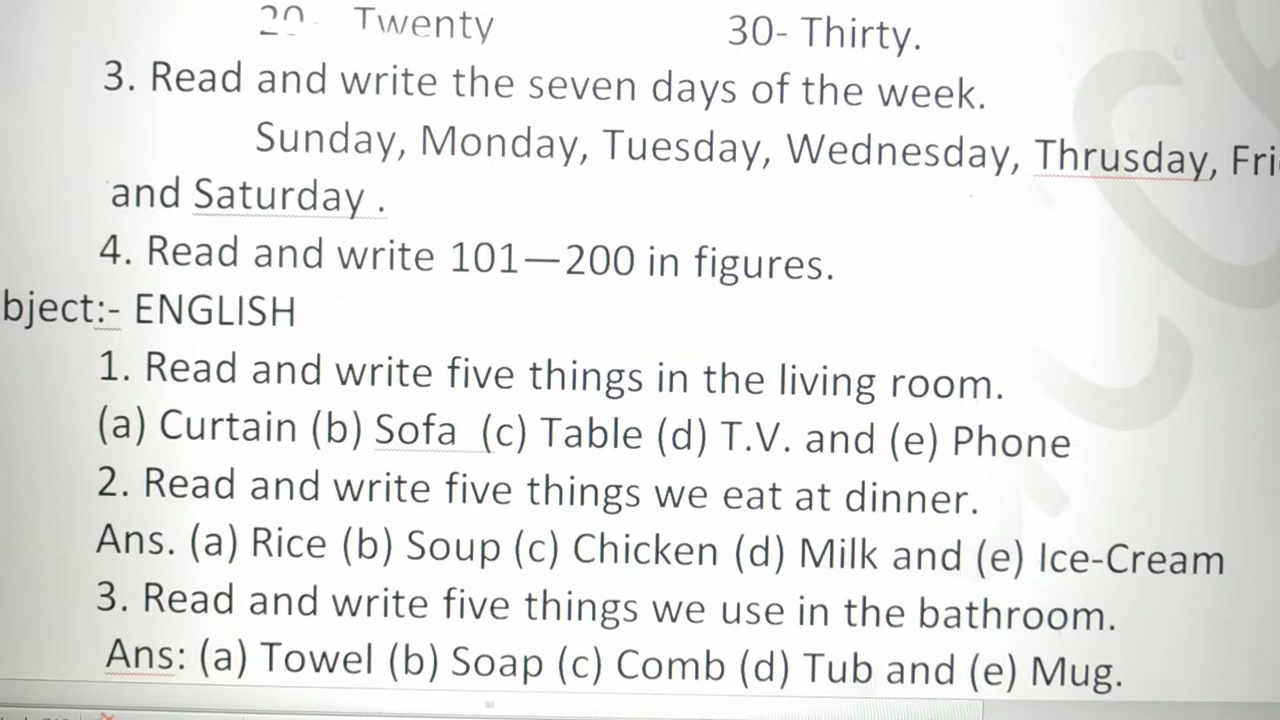 Twenty 30- Thirty.
3. Read and write the seven days of the week.
Sunday, Monday, Tuesday, Wednesday, Thrusday,
and Saturday .
4. Read and write 101—200 in figures.
:- ENGLISH
1. Read and write five things in the living room.
(a) Curtain (b) Sofa (c) Table (d) T.V. and (e) Phone
2. Read and write five things we eat at dinner.
Ans. (a) Rice (b) Soup (c) Chicken (d) Milk and (e) Ice-Cream
3. Read and write five things we use in the bathroom.
Ans: (a) Towel (b) Soap (c) Comb (d) Tub and (e) Mug.